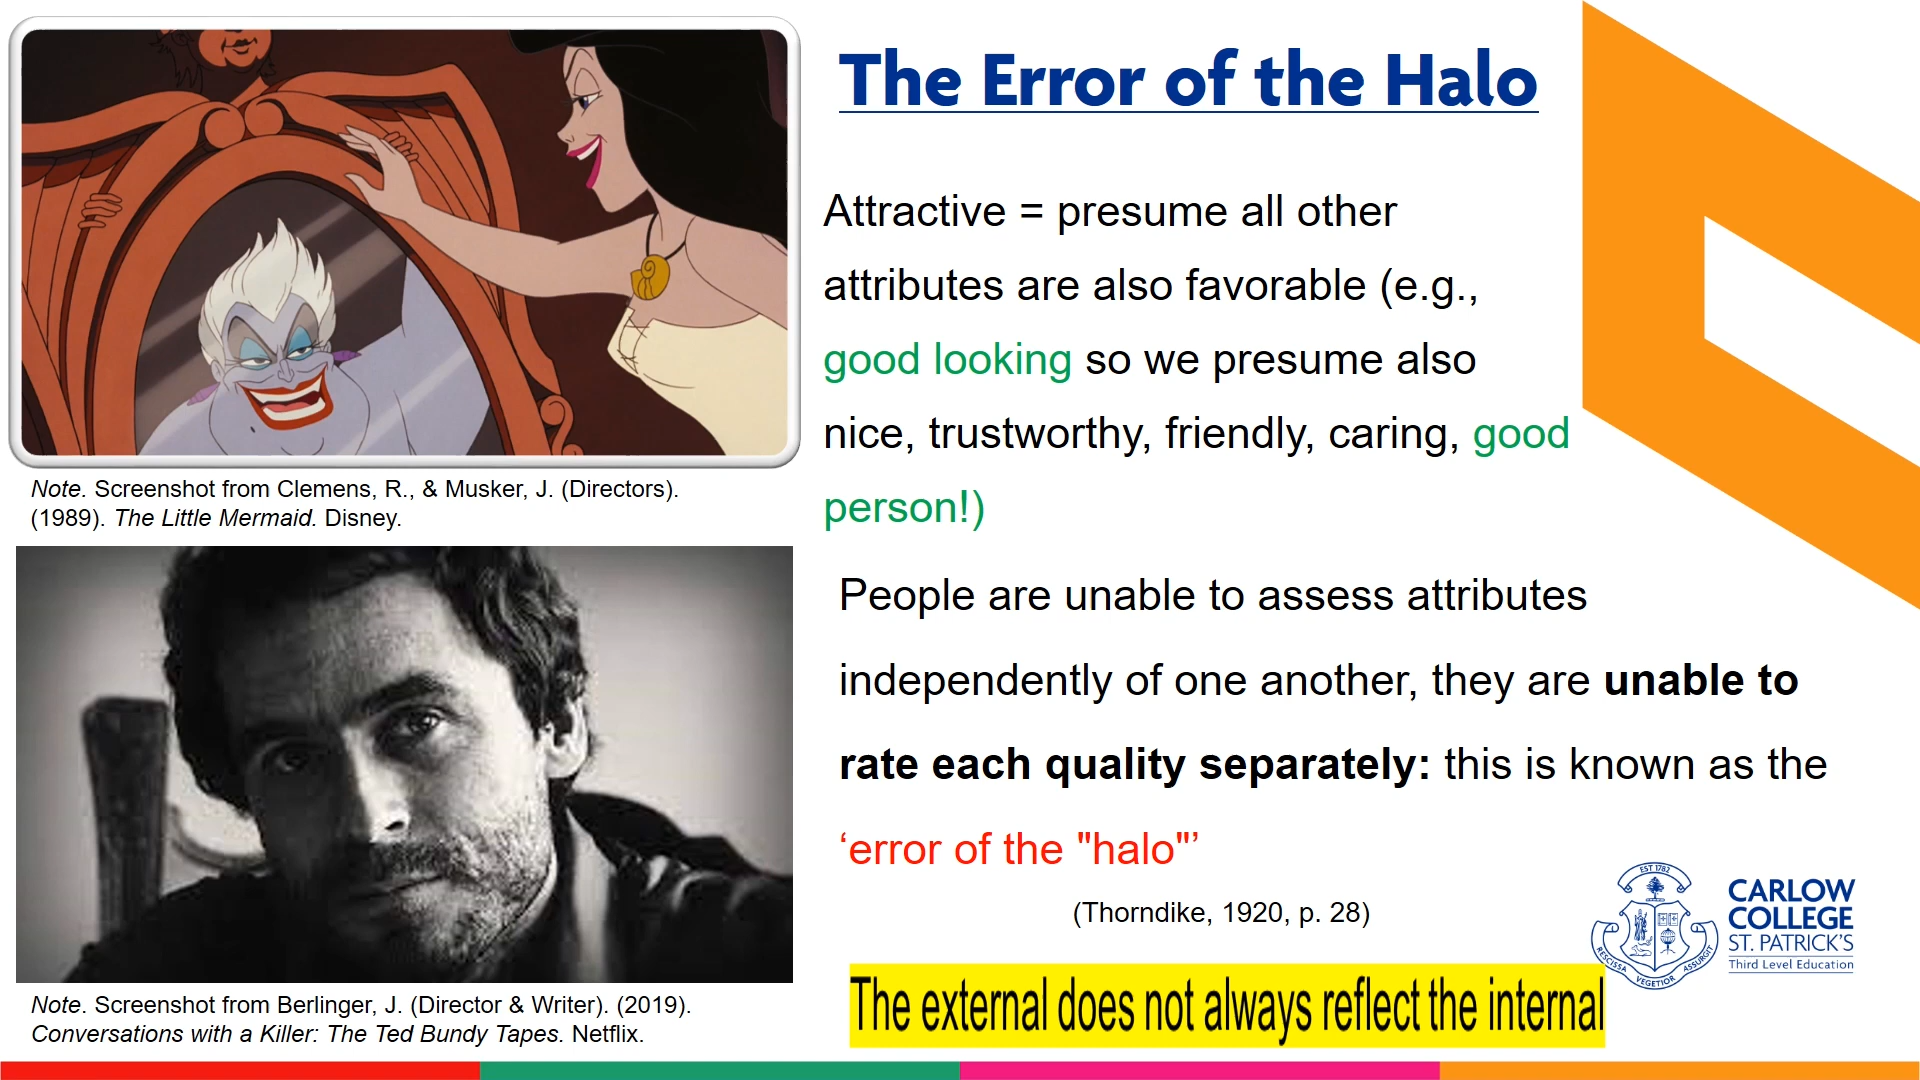 The Error of the Halo
Attractive = presume all other
attributes are also favorable (e.g.,
good looking so we presume also
nice, trustworthy, friendly, caring, good
person!)
Note. Screenshot from Clemens, R., & Musker, J. (Directors).
(1989). The Little Mermaid. Disney.
People are unable to assess attributes
independently of one another, they are unable to
rate each quality separately: this is known as the
‘error of the "halo"’
(Thorndike, 1920, p. 28)
The external does not always reflect the internal
Note. Screenshot from Berlinger, J. (Director & Writer). (2019).
Conversations with a Killer: The Ted Bundy Tapes. Netflix.
EST 1782
RESCISSA VEGETIOR ASSURGIT
CARLOW
COLLEGE
ST. PATRICK'S
Third Level Education